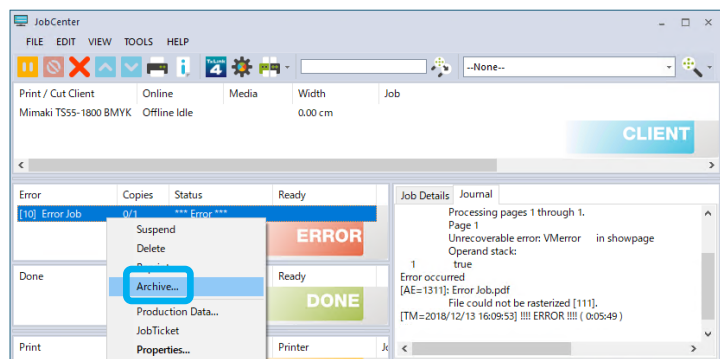 JobCenter
FILE EDIT VIEW TOOLS HELP
TxLink 4 --None--
Print / Cut Client Online Media Width Job
Mimaki TS55-1800 BMYK Offline Idle 0.00 cm
CLIENT
Error Copies Status Ready
[10] Error Job 0/1 *** Error ***
ERROR
Suspend
Delete
Archive...
Production Data...
JobTicket
Properties...
Done Ready
DONE
Print Printer
Job Details Journal
Processing pages 1 through 1.
Page 1
Unrecoverable error: VMerror in showpage
Operand stack:
1 true
Error occurred
[AE=1311]: Error Job.pdf
File could not be rasterized [111].
[TM=2018/12/13 16:09:53] !!!! ERROR !!!! ( 0:05:49 )